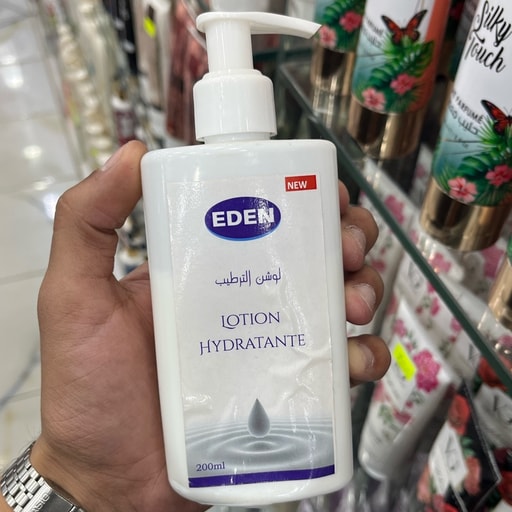 NEW
EDEN
لوشن الترطيب
LOTION
HYDRATANTE
200ml
Silky
Touch